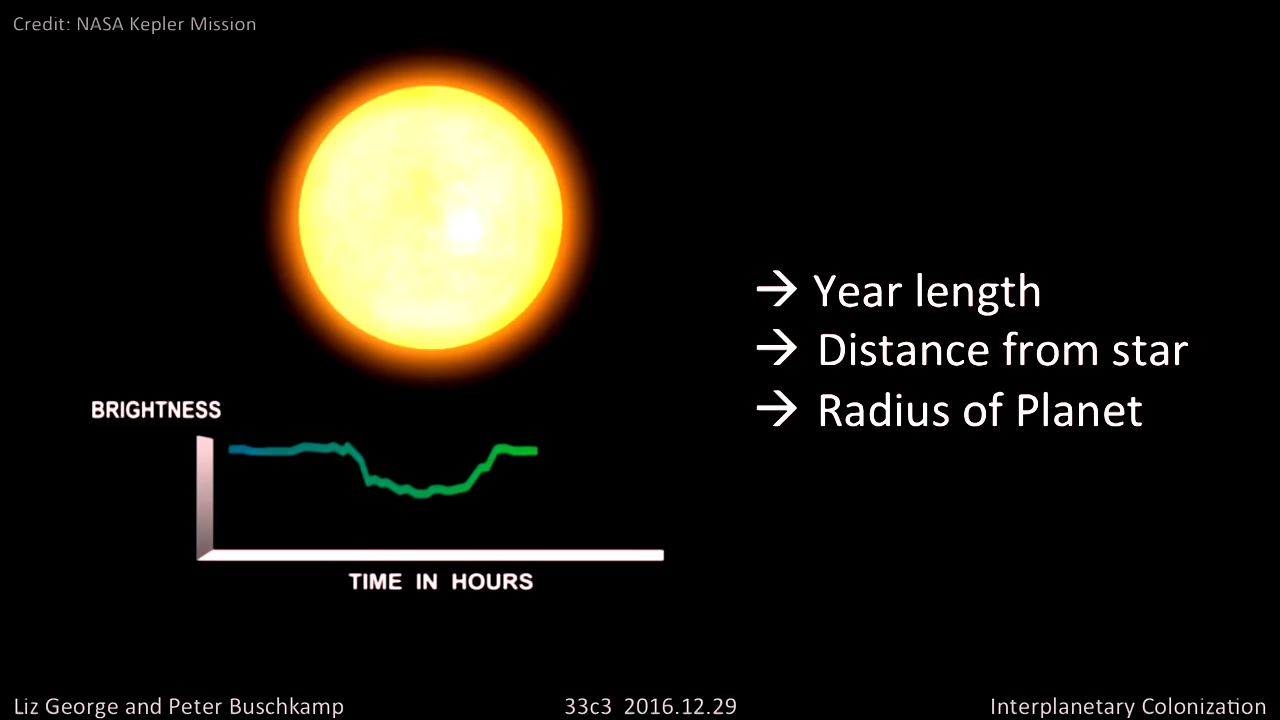 Credit: NASA Kepler Mission
→ Year length
→ Distance from star
→ Radius of Planet
BRIGHTNESS
TIME IN HOURS
Liz George and Peter Buschkamp
33c3 2016.12.29
Interplanetary Colonization